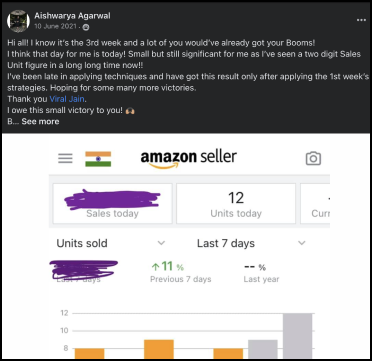 Aishwarya Agarwal
10 June 2021 ·
Hi all! I know it's the 3rd week and a lot of you would've already got your Booms!
I think that day for me is today! Small but still significant for me as I've seen a two digit Sales
Unit figure in a long long time now!!
I've been late in applying techniques and have got this result only after applying the 1st week's
strategies. Hoping for some many more victories.
Thank you Viral Jain.
I owe this small victory to you! 🙌
B... See more
amazon seller
12
Sales today
Units today
Curr
Units sold
Last 7 days
↑ 11 %
-- %
Last 7 days
Previous 7 days
Last year
12
10
8